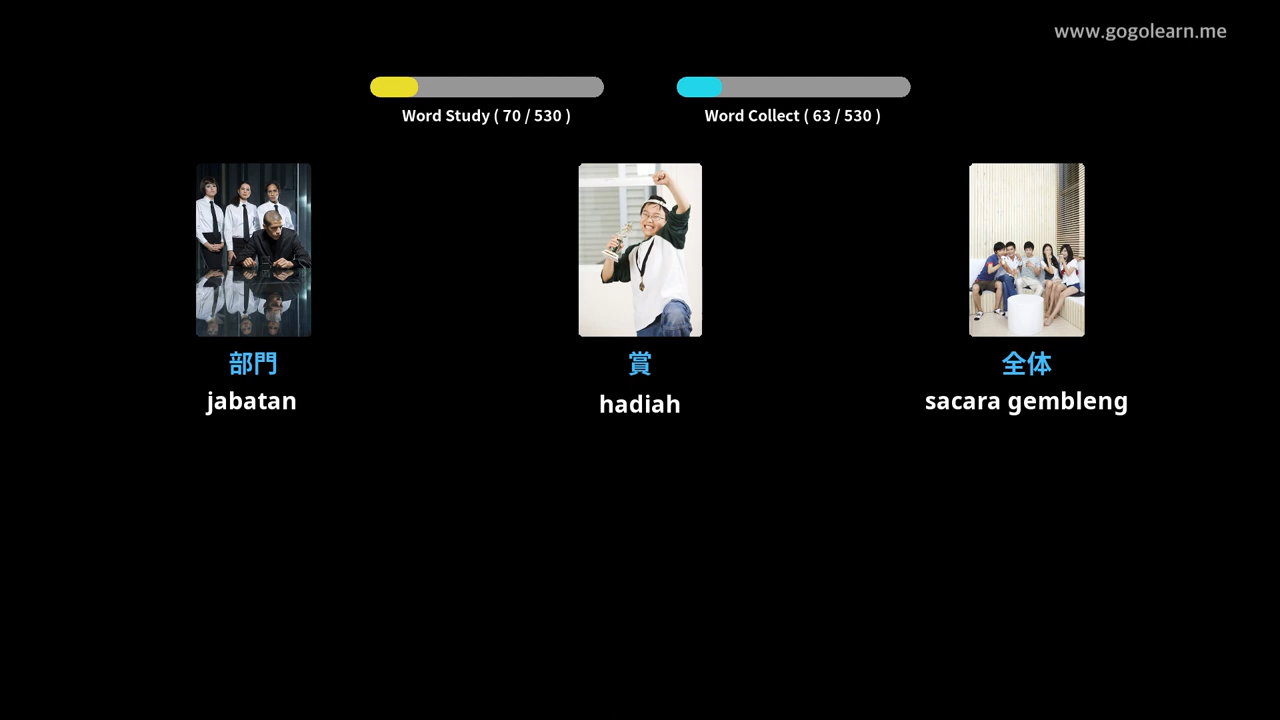 www.gogolearn.me
Word Study ( 70 / 530 )
Word Collect ( 63 / 530 )
部門
賞
全体
jabatan
hadiah
sacara gembleng